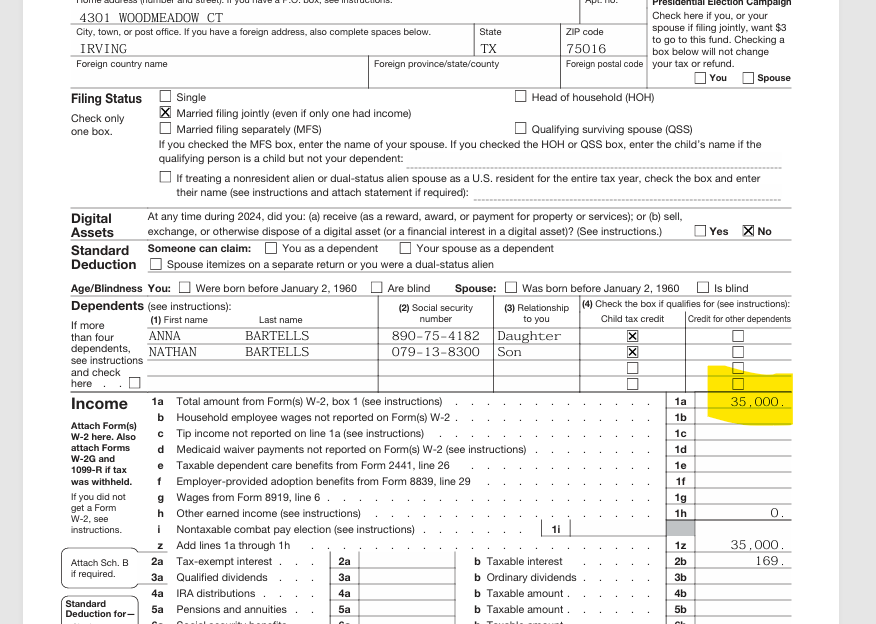 Home address (number and street). If you have a P.O. box, see instructions. Apt. no. Presidential Election Campaign
4301 WOODMEADOW CT
Check here if you, or your
spouse if filing jointly, want $3
to go to this fund. Checking a
box below will not change
your tax or refund.
You Spouse
City, town, or post office. If you have a foreign address, also complete spaces below. State ZIP code
IRVING TX 75016
Foreign country name Foreign province/state/county Foreign postal code
Filing Status
Check only
one box.
Single Head of household (HOH)
Married filing jointly (even if only one had income)
Married filing separately (MFS) Qualifying surviving spouse (QSS)
If you checked the MFS box, enter the name of your spouse. If you checked the HOH or QSS box, enter the child's name if the
qualifying person is a child but not your dependent:
If treating a nonresident alien or dual-status alien spouse as a U.S. resident for the entire tax year, check the box and enter
their name (see instructions and attach statement if required):
Digital
Assets
At any time during 2024, did you: (a) receive (as a reward, award, or payment for property or services); or (b) sell,
exchange, or otherwise dispose of a digital asset (or a financial interest in a digital asset)? (See instructions.) Yes No
Standard
Deduction
Someone can claim: You as a dependent Your spouse as a dependent
Spouse itemizes on a separate return or you were a dual-status alien
Age/Blindness You: Were born before January 2, 1960 Are blind Spouse: Was born before January 2, 1960 Is blind
Dependents (see instructions):
If more
than four
dependents,
see instructions
and check
here . .
(1) First name Last name (2) Social security
number (3) Relationship
to you (4) Check the box if qualifies for (see instructions):
Child tax credit Credit for other dependents
ANNA BARTELLS 890-75-4182 Daughter
NATHAN BARTELLS 079-13-8300 Son
Income
Attach Form(s)
W-2 here. Also
attach Forms
W-2G and
1099-R if tax
was withheld.
If you did not
get a Form
W-2, see
instructions.
1a Total amount from Form(s) W-2, box 1 (see instructions) 1a 35,000.
b Household employee wages not reported on Form(s) W-2 1b
c Tip income not reported on line 1a (see instructions) 1c
d Medicaid waiver payments not reported on Form(s) W-2 (see instructions) 1d
e Taxable dependent care benefits from Form 2441, line 26 1e
f Employer-provided adoption benefits from Form 8839, line 29 1f
g Wages from Form 8919, line 6 1g
h Other earned income (see instructions) 1h 0.
i Nontaxable combat pay election (see instructions) 1i
z Add lines 1a through 1h 1z 35,000.
Attach Sch. B
if required.
2a Tax-exempt interest 2a b Taxable interest 2b 169.
3a Qualified dividends 3a b Ordinary dividends 3b
4a IRA distributions 4a b Taxable amount 4b
5a Pensions and annuities 5a b Taxable amount 5b
Standard
Deduction for—